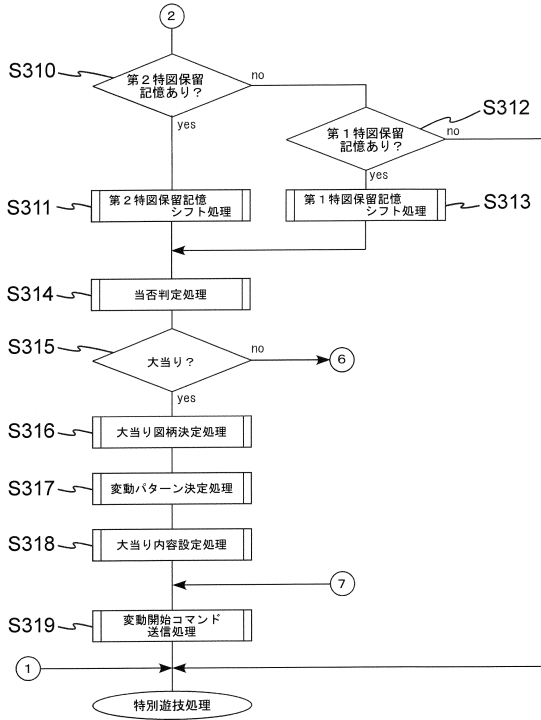 2
S310
第2特図保留
記憶あり?
no
yes
S312
第1特図保留
記憶あり?
no
yes
S311
第2特図保留記憶
シフト処理
第1特図保留記憶
シフト処理
S313
S314
当否判定処理
S315
大当り?
no
6
yes
S316
大当り図柄決定処理
S317
変動パターン決定処理
S318
大当り内容設定処理
7
S319
変動開始コマンド
送信処理
1
特別遊技処理